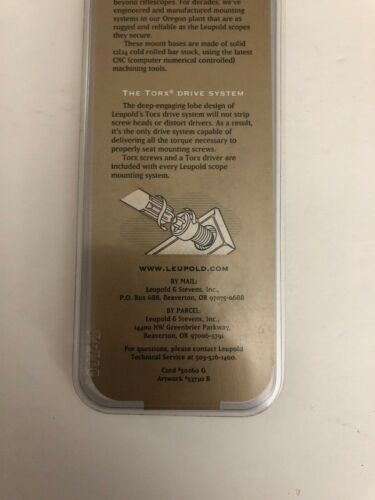 beyond riflescopes. For decades, we've
engineered and manufactured mounting
systems in our Oregon plant that are as
rugged and reliable as the Leupold scopes
they secure.
These mount bases are made of solid
12L14 cold rolled bar stock, using the latest
CNC (computer numerical controlled)
machining tools.
THE TORX® DRIVE SYSTEM
The deep-engaging lobe design of
Leupold's Torx drive system will not strip
screw heads or distort drivers. As a result,
it's the only drive system capable of
delivering all the torque necessary to
properly seat mounting screws.
Torx screws and a Torx driver are
included with every Leupold scope
mounting system.
WWW.LEUPOLD.COM
BY MAIL:
Leupold & Stevens, Inc.,
P.O. Box 688, Beaverton, OR 97075-0688
BY PARCEL:
Leupold & Stevens, Inc.,
14400 NW Greenbrier Parkway,
Beaverton, OR 97006-5791
For questions, please contact Leupold
Technical Service at 503-526-1400.
Card #50260 G
Artwork #53730 B